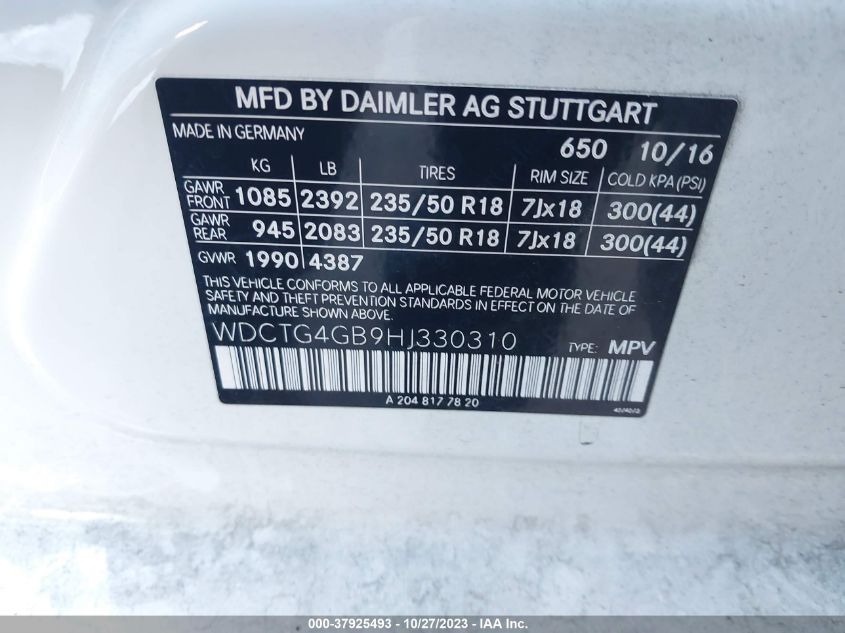 MFD BY DAIMLER AG STUTTGART
MADE IN GERMANY 650 10/16
KG LB TIRES RIM SIZE COLD KPA(PSI)
GAWR FRONT 1085 2392 235/50 R18 7Jx18 300(44)
GAWR REAR 945 2083 235/50 R18 7Jx18 300(44)
GVWR 1990 4387
THIS VEHICLE CONFORMS TO ALL APPLICABLE FEDERAL MOTOR VEHICLE
SAFETY AND THEFT PREVENTION STANDARDS IN EFFECT ON THE DATE OF
MANUFACTURE SHOWN ABOVE.
WDCTG4GB9HJ330310 TYPE: MPV
A 204 817 78 20
000-37925493 - 10/27/2023 - IAA Inc.